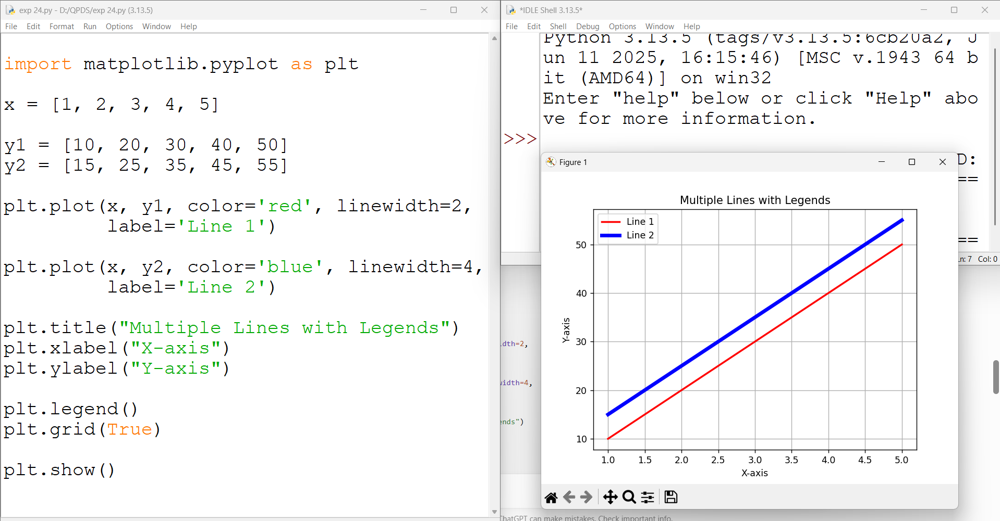 exp 24.py - D:/QPDS/exp 24.py (3.13.5)
File Edit Format Run Options Window Help
import matplotlib.pyplot as plt
x = [1, 2, 3, 4, 5]
y1 = [10, 20, 30, 40, 50]
y2 = [15, 25, 35, 45, 55]
plt.plot(x, y1, color='red', linewidth=2,
label='Line 1')
plt.plot(x, y2, color='blue', linewidth=4,
label='Line 2')
plt.title("Multiple Lines with Legends")
plt.xlabel("X-axis")
plt.ylabel("Y-axis")
plt.legend()
plt.grid(True)
plt.show()
*IDLE Shell 3.13.5*
File Edit Shell Debug Options Window Help
Python 3.13.5 (tags/v3.13.5:6cb20a2, J
un 11 2025, 16:15:46) [MSC v.1943 64 b
it (AMD64)] on win32
Enter "help" below or click "Help" abo
ve for more information.
>>>
D:
==
==
Ln: 7 Col: 0
Figure 1
Multiple Lines with Legends
Line 1
Line 2
50
40
30
20
10
Y-axis
1.0 1.5 2.0 2.5 3.0 3.5 4.0 4.5 5.0
X-axis
idth=2,
width=4,
ends")
ChatGPT can make mistakes. Check important info.